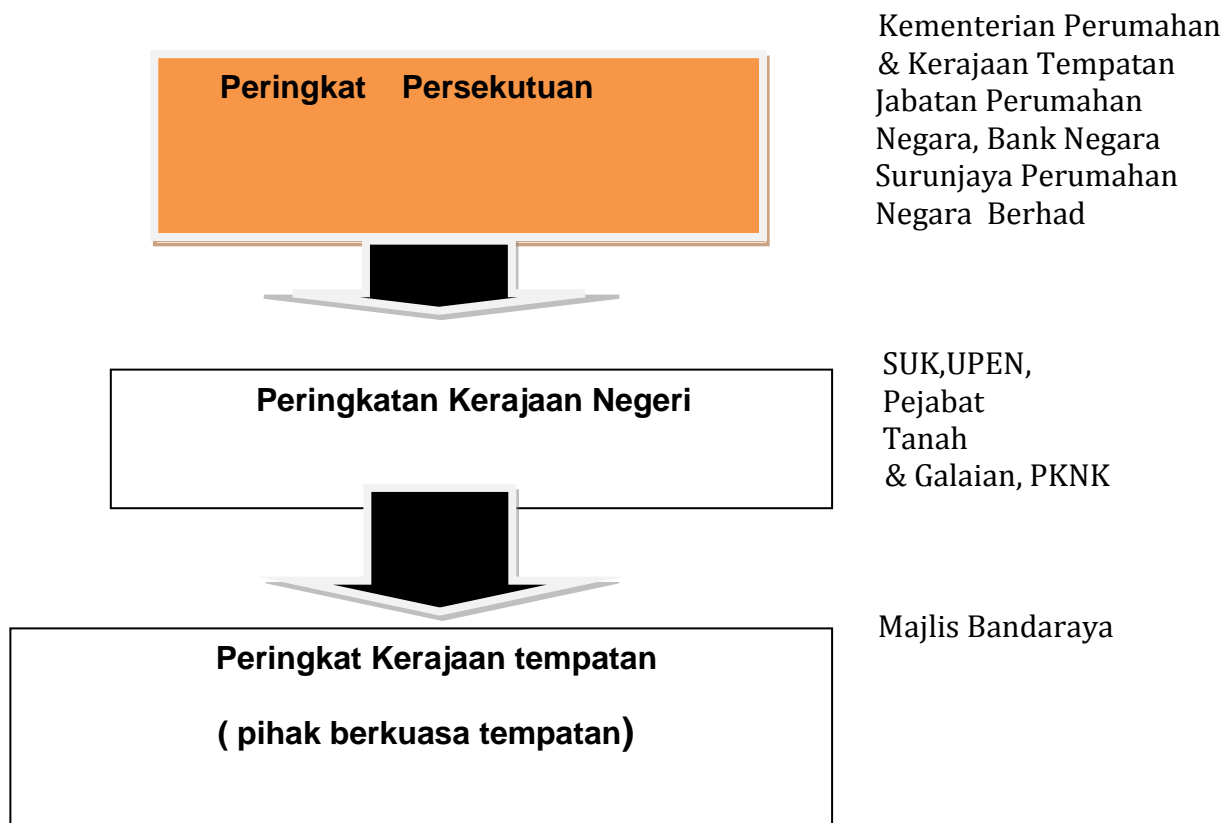 Peringkat Persekutuan
Kementerian Perumahan
& Kerajaan Tempatan
Jabatan Perumahan
Negara, Bank Negara
Surunjaya Perumahan
Negara Berhad
Peringkatan Kerajaan Negeri
SUK,UPEN,
Pejabat
Tanah
& Galaian, PKNK
Peringkat Kerajaan tempatan
( pihak berkuasa tempatan)
Majlis Bandaraya